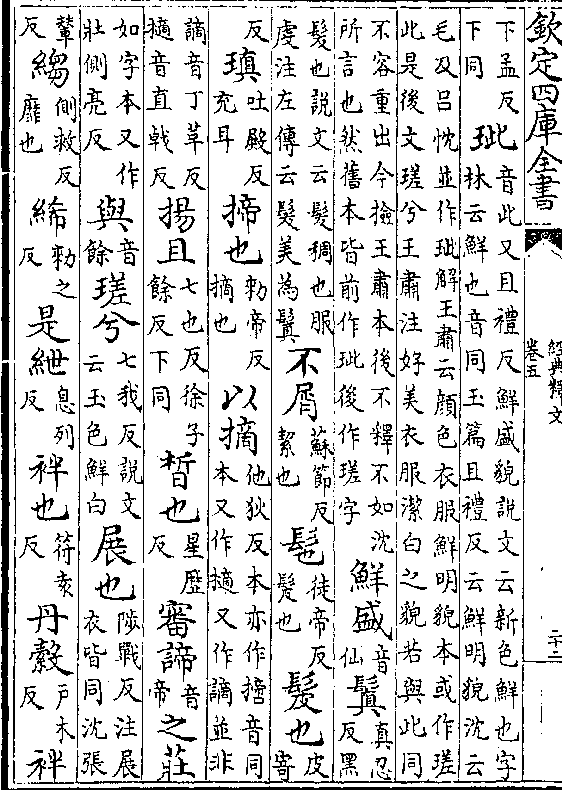 欽定四庫全書
經典釋文
卷五
二十二
下孟反下同玼音此又且禮反鮮盛貌說文云新色鮮也字林云鮮也音同玉篇且禮反云鮮明貌沈云
毛及呂忱並作玼解王肅云顔色衣服鮮明貌本或作瑳此是後文瑳兮王肅注好美衣服潔白之貌若與此同
不容重出今撿王肅本後不釋不如沈所言也然舊本皆前作玼後作瑳字鮮盛音仙鬒真忍反黑
髮也說文云髮稠也服虔注左傳云髮美為鬒不屑蘇節反絜也髢徒帝反髲也髲也皮寄
反瑱吐殿反充耳揥也勑帝反摘也以摘他狄反本亦作擿音同本又作擿又作謫並非
謫音丁革反擿音直戟反揚且七也反徐子餘反下同晳也星歷反審諦音帝之莊
如字本又作壯側亮反與音餘瑳兮七我反說文云玉色鮮白展也陟戰反注展衣皆同沈張
輦反縐側救反靡也絺勑之反是紲息列反袢也符袁反丹縠戶木反袢